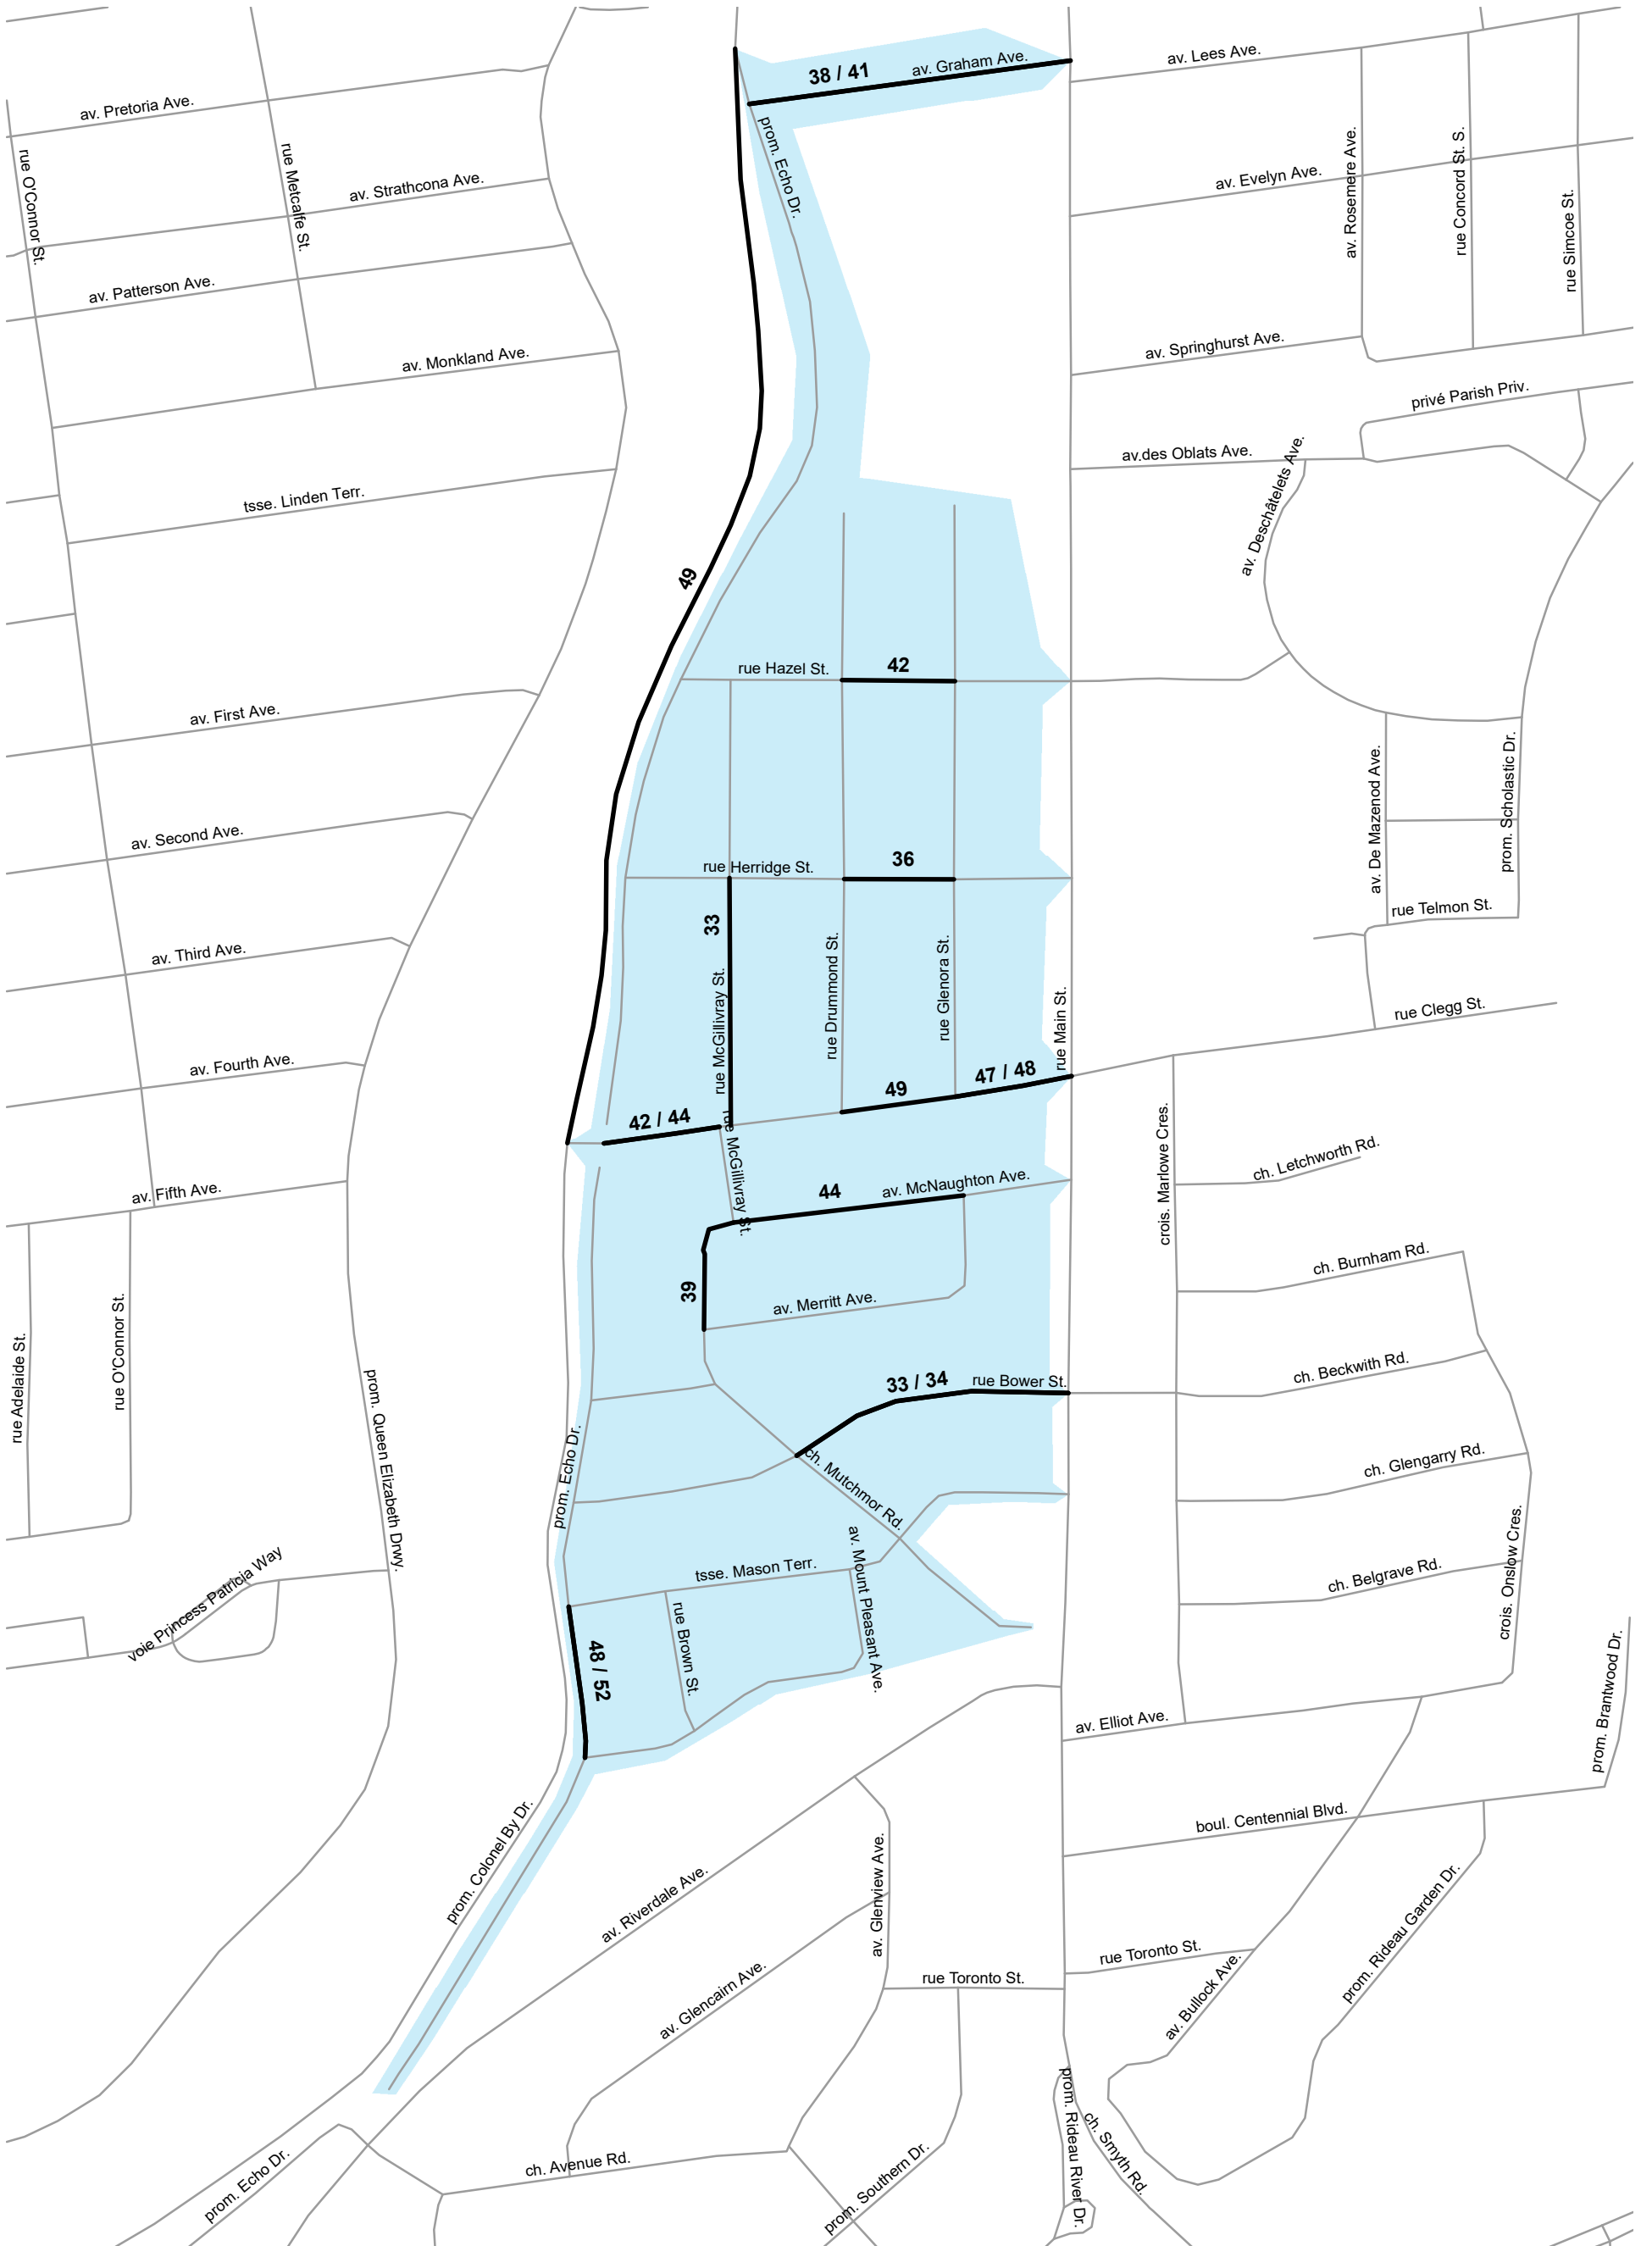 av. Lees Ave.
av. Graham Ave.
38 / 41
av. Pretoria Ave.
prom. Echo Dr.
rue O'Connor St.
rue Metcalfe St.
av. Strathcona Ave.
av. Evelyn Ave.
av. Rosemere Ave.
rue Concord St. S.
rue Simcoe St.
av. Patterson Ave.
av. Monkland Ave.
av. Springhurst Ave.
privé Parish Priv.
av.des Oblats Ave.
tsse. Linden Terr.
av. Deschâtelets Ave.
49
rue Hazel St.
42
av. First Ave.
av. De Mazenod Ave.
prom. Scholastic Dr.
av. Second Ave.
rue Herridge St.
36
33
rue Telmon St.
av. Third Ave.
rue McGillivray St.
rue Drummond St.
rue Glenora St.
rue Main St.
rue Clegg St.
av. Fourth Ave.
47 / 48
49
42 / 44
rue McGillivray St.
crois. Marlowe Cres.
ch. Letchworth Rd.
av. Fifth Ave.
44
av. McNaughton Ave.
ch. Burnham Rd.
39
av. Merritt Ave.
rue Adelaide St.
rue O'Connor St.
prom. Queen Elizabeth Drwy.
33 / 34
rue Bower St.
ch. Beckwith Rd.
prom. Echo Dr.
ch. Mutchmor Rd.
ch. Glengarry Rd.
voie Princess Patricia Way
tsse. Mason Terr.
av. Mount Pleasant Ave.
ch. Belgrave Rd.
crois. Onslow Cres.
rue Brown St.
48 / 52
prom. Brantwood Dr.
av. Elliot Ave.
boul. Centennial Blvd.
prom. Colonel By Dr.
av. Riverdale Ave.
av. Glenview Ave.
prom. Rideau Garden Dr.
rue Toronto St.
rue Toronto St.
av. Glencairn Ave.
av. Bullock Ave.
prom. Rideau River Dr.
ch. Smyth Rd.
prom. Echo Dr.
ch. Avenue Rd.
prom. Southern Dr.